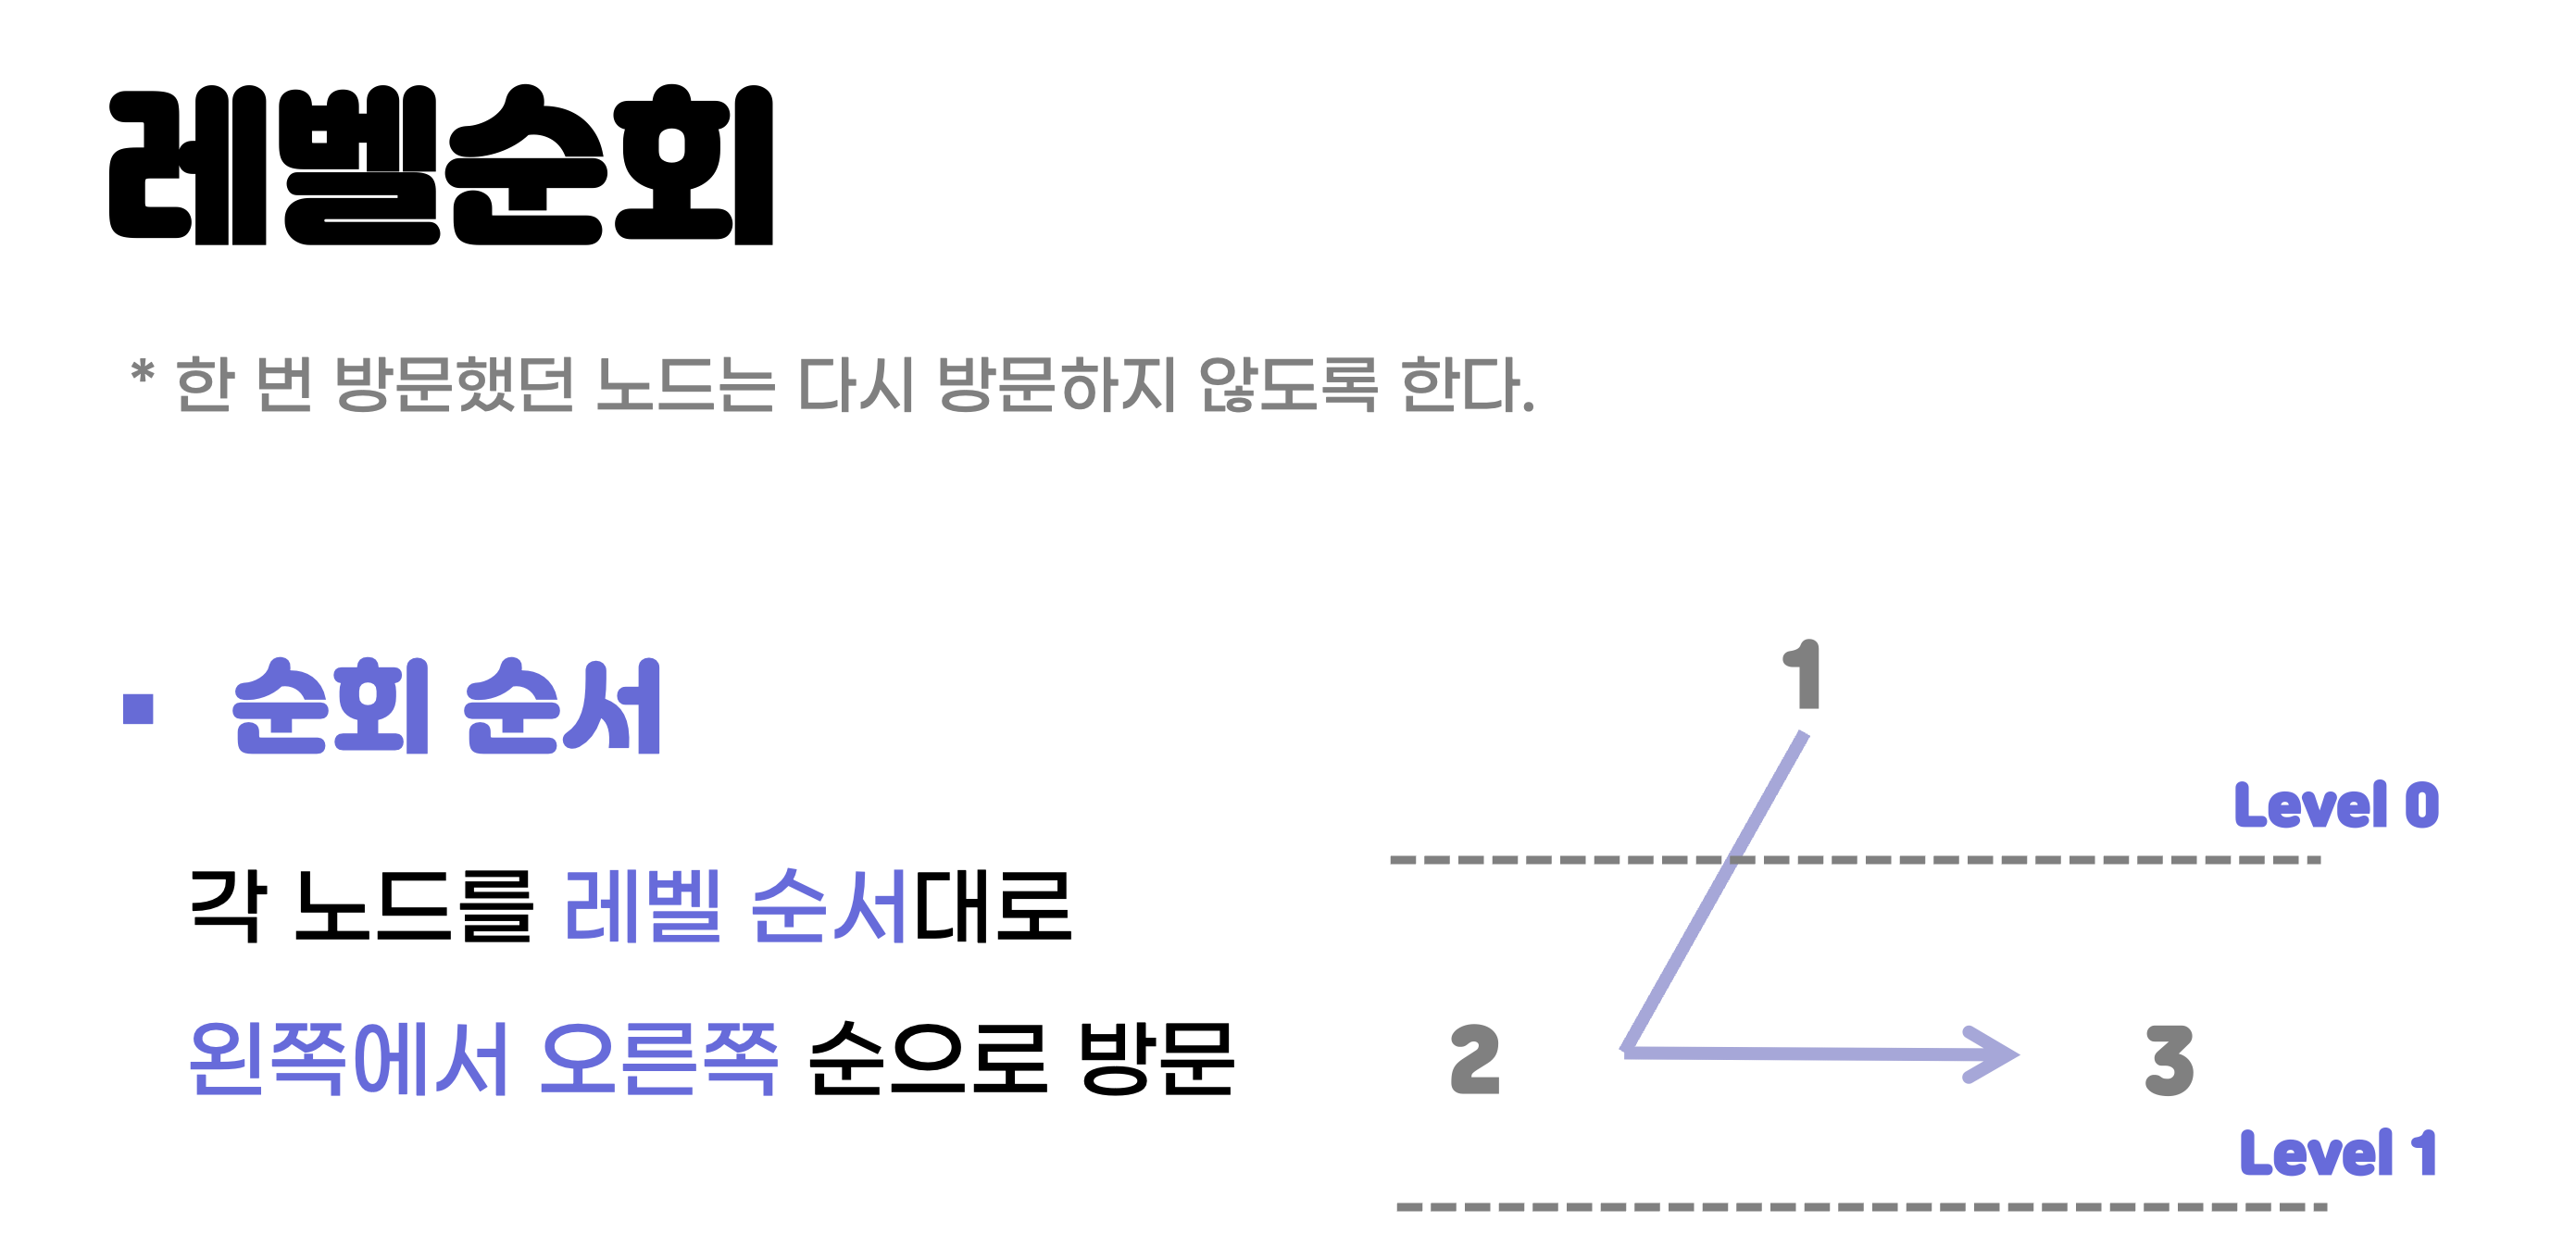 레벨순회
* 한 번 방문했던 노드는 다시 방문하지 않도록 한다.
▪ 순회 순서
각 노드를 레벨 순서대로
왼쪽에서 오른쪽 순으로 방문
1
Level 0
2
3
Level 1